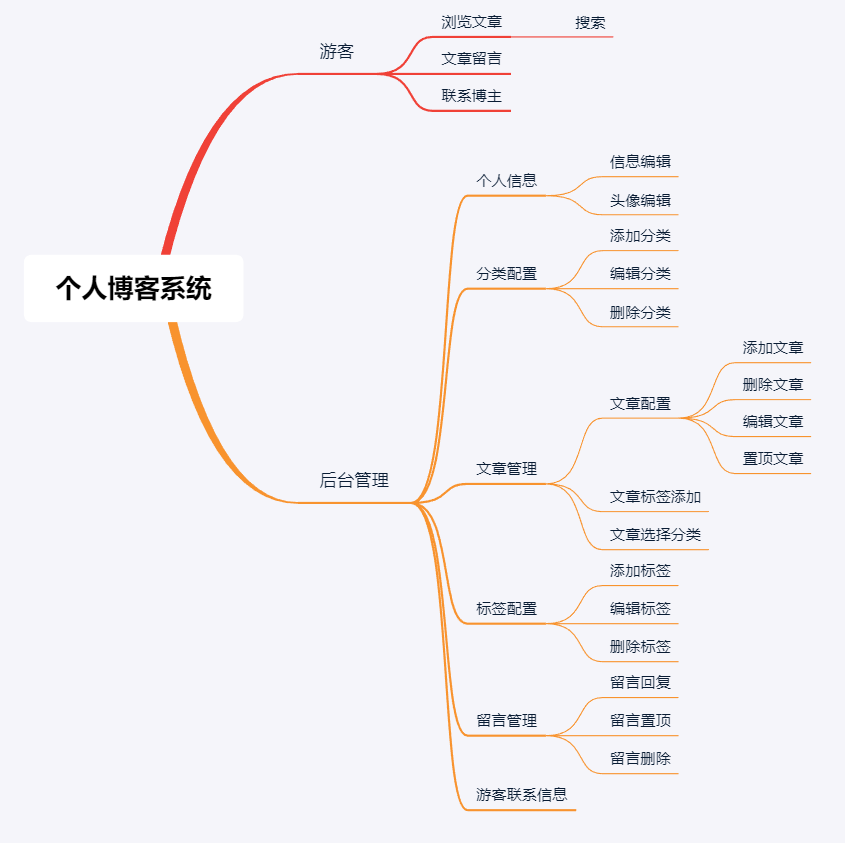 个人博客系统
游客
浏览文章
搜索
文章留言
联系博主
后台管理
个人信息
信息编辑
头像编辑
分类配置
添加分类
编辑分类
删除分类
文章管理
文章配置
添加文章
删除文章
编辑文章
置顶文章
文章标签添加
文章选择分类
标签配置
添加标签
编辑标签
删除标签
留言管理
留言回复
留言置顶
留言删除
游客联系信息